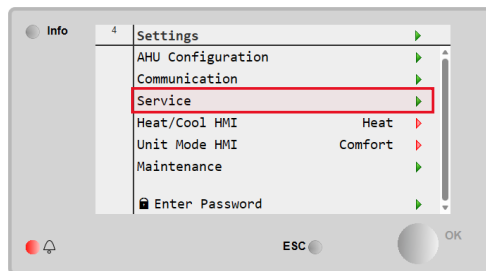 Info
4 Settings
AHU Configuration
Communication
Service
Heat/Cool HMI Heat
Unit Mode HMI Comfort
Maintenance
Enter Password
ESC
OK